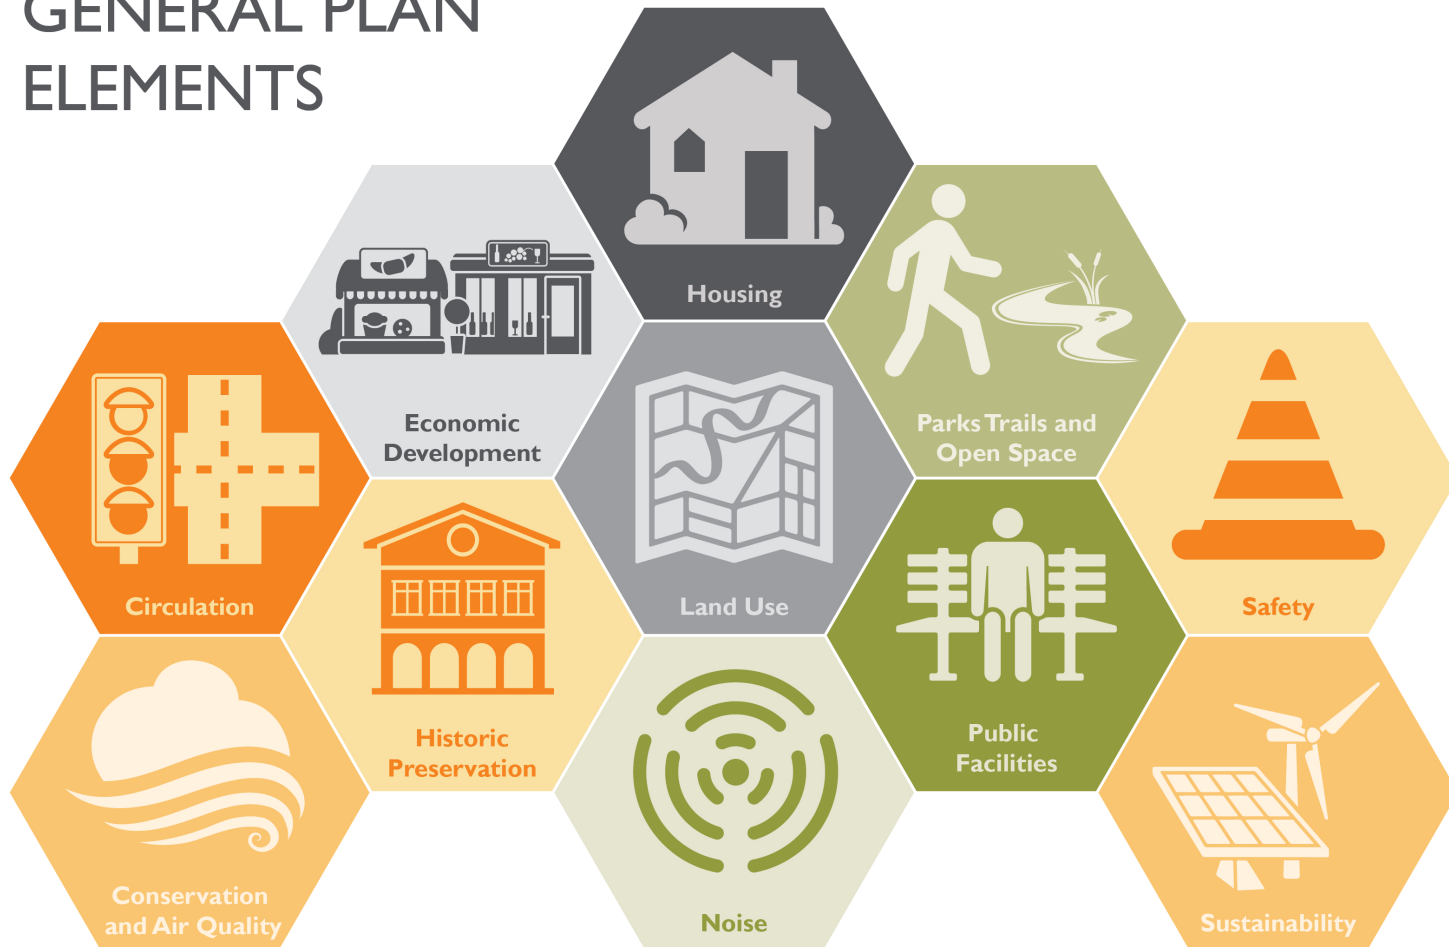 GENERAL PLAN
ELEMENTS
Housing
Economic
Development
Parks Trails and
Open Space
Circulation
Land Use
Safety
Historic
Preservation
Public
Facilities
Conservation
and Air Quality
Noise
Sustainability